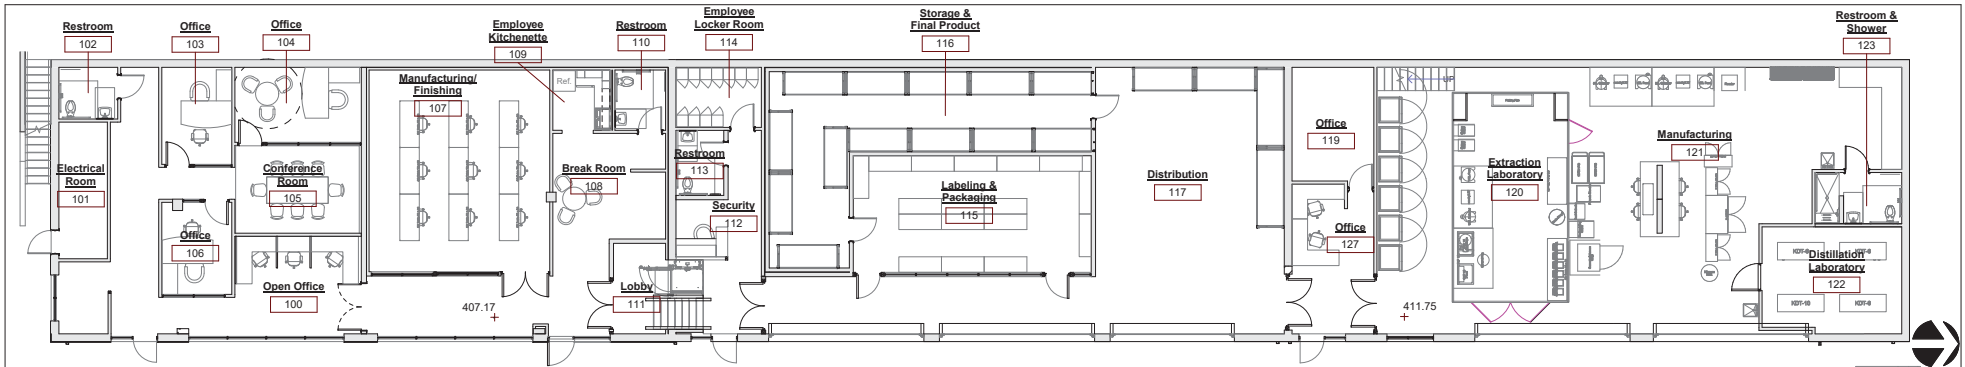 Restroom
102
Office
103
Office
104
Employee
Kitchenette
109
Restroom
110
Employee
Locker Room
114
Storage &
Final Product
116
Restroom &
Shower
123
Ref.
Manufacturing/
Finishing
107
UP
Electrical
Room
101
Conference
Room
105
Break Room
108
Restroom
113
Labeling &
Packaging
115
Distribution
117
Office
119
Extraction
Laboratory
120
Manufacturing
121
Office
106
Security
112
Office
127
Open Office
100
Lobby
111
407.17
411.75
Distillation
Laboratory
122
KDT-10